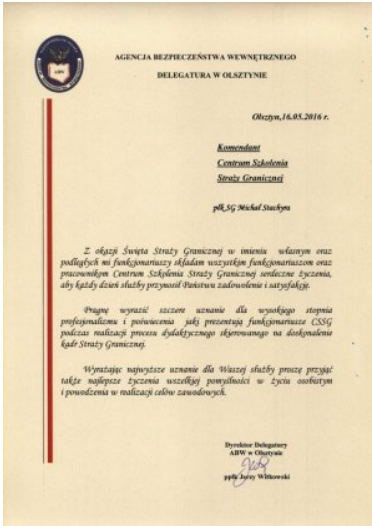 ABW
AGENCJA BEZPIECZEŃSTWA WEWNĘTRZNEGO
DELEGATURA W OLSZTYNIE
Olsztyn,16.05.2016 r.
Komendant
Centrum Szkolenia
Straży Granicznej
płk SG Michał Stachyra
Z okazji Święta Straży Granicznej w imieniu własnym oraz
podległych mi funkcjonariuszy składam wszystkim funkcjonariuszom oraz
pracownikom Centrum Szkolenia Straży Granicznej serdeczne życzenia,
aby każdy dzień służby przynosił Państwu zadowolenie i satysfakcję.
Pragnę wyrazić szczere uznanie dla wysokiego stopnia
profesjonalizmu i poświęcenia jaki prezentują funkcjonariusze CSSG
podczas realizacji procesu dydaktycznego skierowanego na doskonalenie
kadr Straży Granicznej.
Wyrażając najwyższe uznanie dla Waszej służby proszę przyjąć
także najlepsze życzenia wszelkiej pomyślności w życiu osobistym
i powodzenia w realizacji celów zawodowych.
Dyrektor Delegatury
ABW w Olsztynie
ppłk Jerzy Witkowski